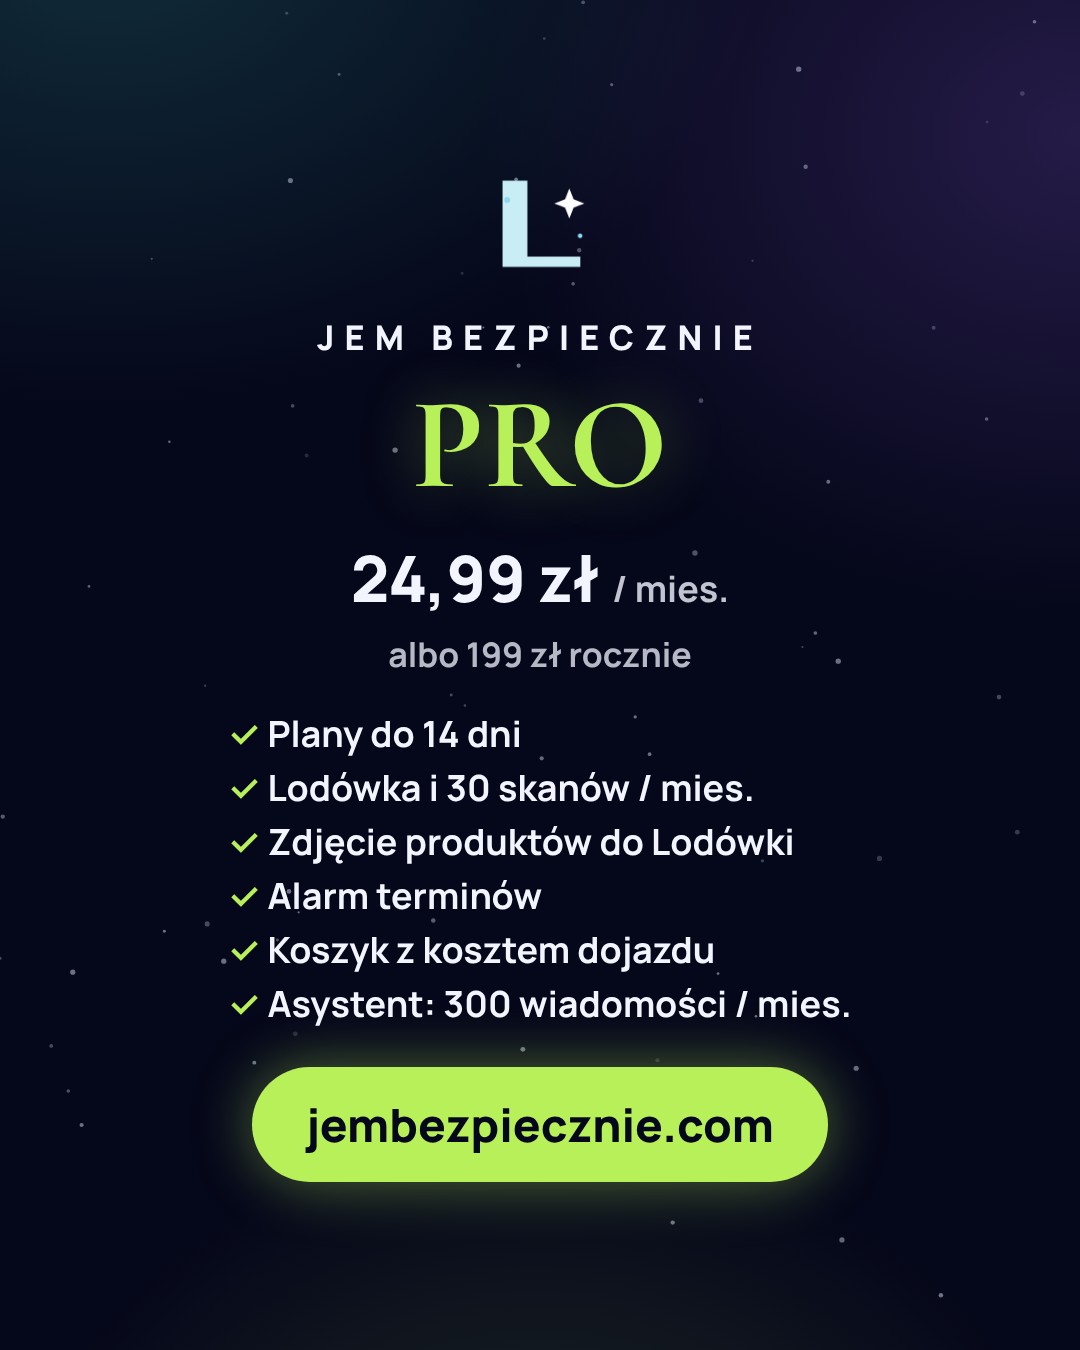 L
JEM BEZPIECZNIE
PRO
24,99 zł / mies.
albo 199 zł rocznie
Plany do 14 dni
Lodówka i 30 skanów / mies.
Zdjęcie produktów do Lodówki
Alarm terminów
Koszyk z kosztem dojazdu
Asystent: 300 wiadomości / mies.
jembezpiecznie.com